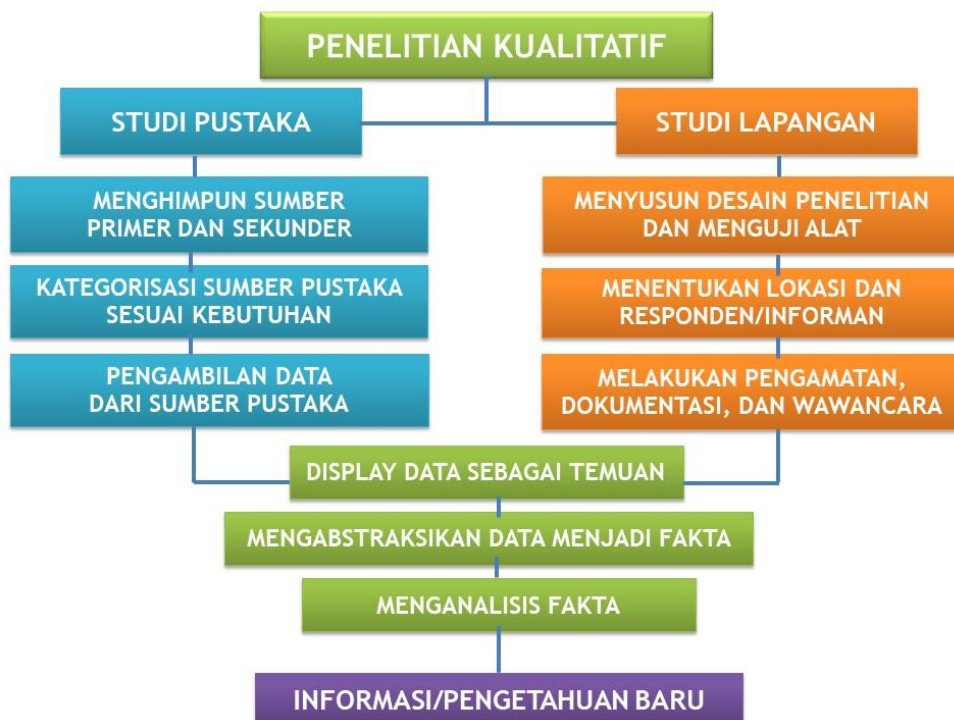 PENELITIAN KUALITATIF
STUDI PUSTAKA
MENGHIMPUN SUMBER
PRIMER DAN SEKUNDER
KATEGORISASI SUMBER PUSTAKA
SESUAI KEBUTUHAN
PENGAMBILAN DATA
DARI SUMBER PUSTAKA
STUDI LAPANGAN
MENYUSUN DESAIN PENELITIAN
DAN MENGUJI ALAT
MENENTUKAN LOKASI DAN
RESPONDEN/INFORMAN
MELAKUKAN PENGAMATAN,
DOKUMENTASI, DAN WAWANCARA
DISPLAY DATA SEBAGAI TEMUAN
MENGABSTRAKSIKAN DATA MENJADI FAKTA
MENGANALISIS FAKTA
INFORMASI/PENGETAHUAN BARU